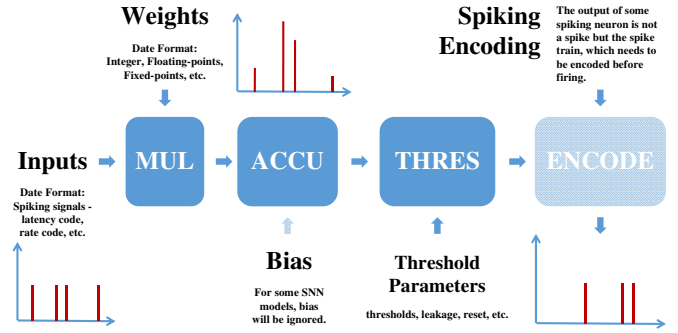 Weights
Date Format:
Integer, Floating-points,
Fixed-points, etc.
Spiking
Encoding
The output of some
spiking neuron is not
a spike but the spike
train, which needs to
be encoded before
firing.
Inputs
Date Format:
Spiking signals -
latency code,
rate code, etc.
MUL
ACCU
THRES
ENCODE
Bias
For some SNN
models, bias
will be ignored.
Threshold
Parameters
thresholds, leakage, reset, etc.